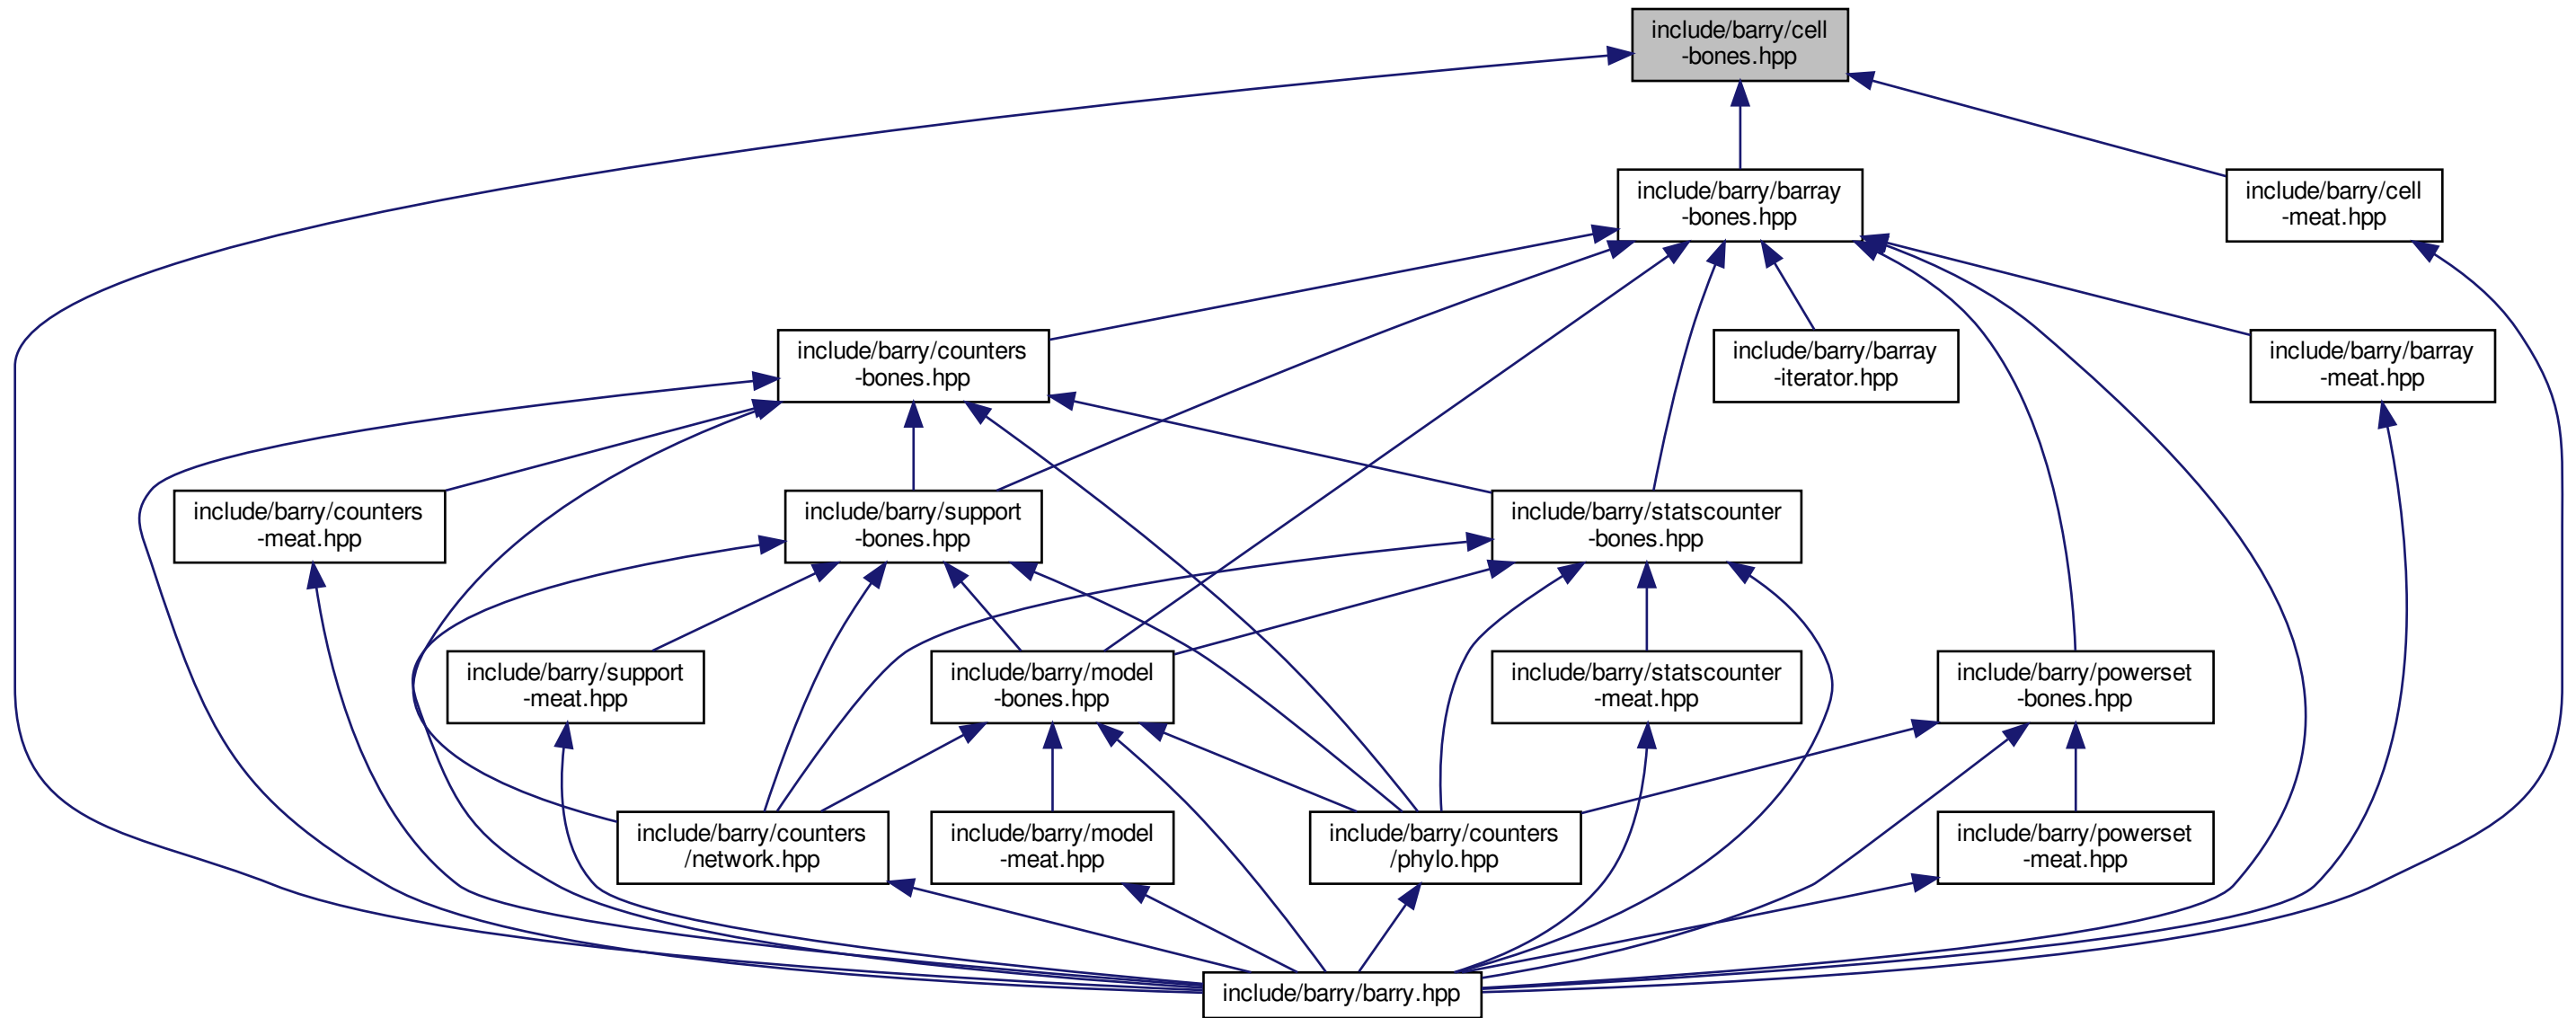 include/barry/cell
-bones.hpp
include/barry/barray
-bones.hpp
include/barry/cell
-meat.hpp
include/barry/counters
-bones.hpp
include/barry/barray
-iterator.hpp
include/barry/barray
-meat.hpp
include/barry/counters
-meat.hpp
include/barry/support
-bones.hpp
include/barry/statscounter
-bones.hpp
include/barry/support
-meat.hpp
include/barry/model
-bones.hpp
include/barry/statscounter
-meat.hpp
include/barry/powerset
-bones.hpp
include/barry/counters
/network.hpp
include/barry/model
-meat.hpp
include/barry/counters
/phylo.hpp
include/barry/powerset
-meat.hpp
include/barry/barry.hpp